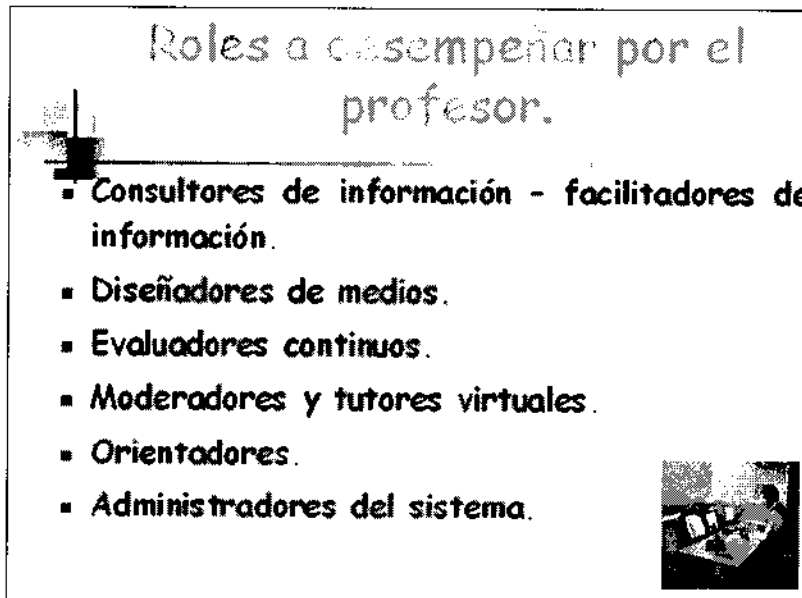 Roles a desempeñar por el
profesor.
▪ Consultores de información - facilitadores de
información.
▪ Diseñadores de medios.
▪ Evaluadores continuos.
▪ Moderadores y tutores virtuales.
▪ Orientadores.
▪ Administradores del sistema.